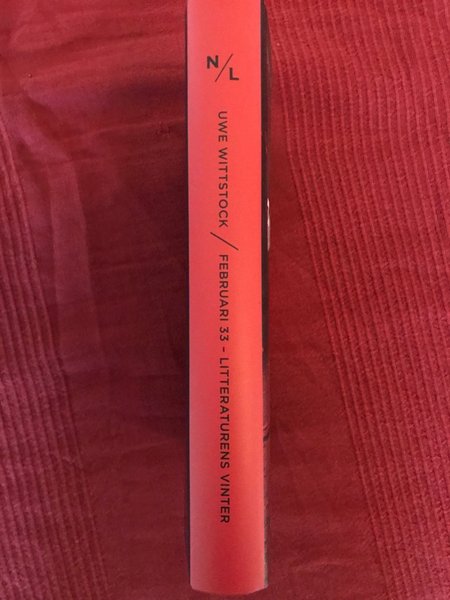 N/L
UWE WITTSTOCK / FEBRUARI 33 – LITTERATURENS VINTER